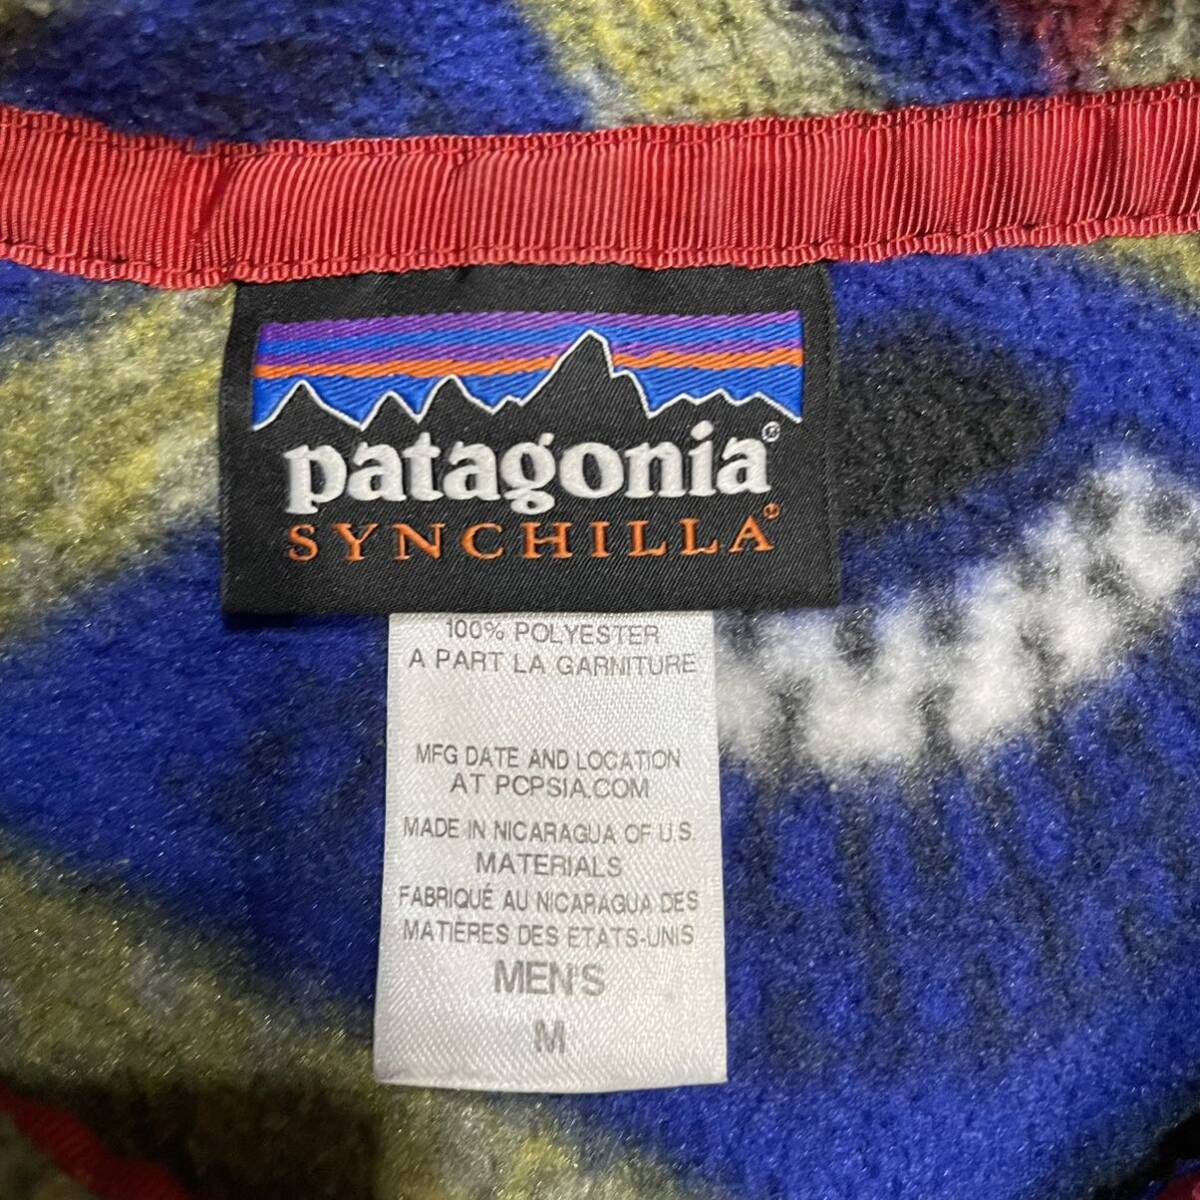 patagonia®
SYNCHILLA®
100% POLYESTER
A PART LA GARNITURE
MFG DATE AND LOCATION
AT PCPSIA.COM
MADE IN NICARAGUA OF U.S.
MATERIALS
FABRIQUÉ AU NICARAGUA DES
MATIÈRES DES ETATS-UNIS
MEN'S
M